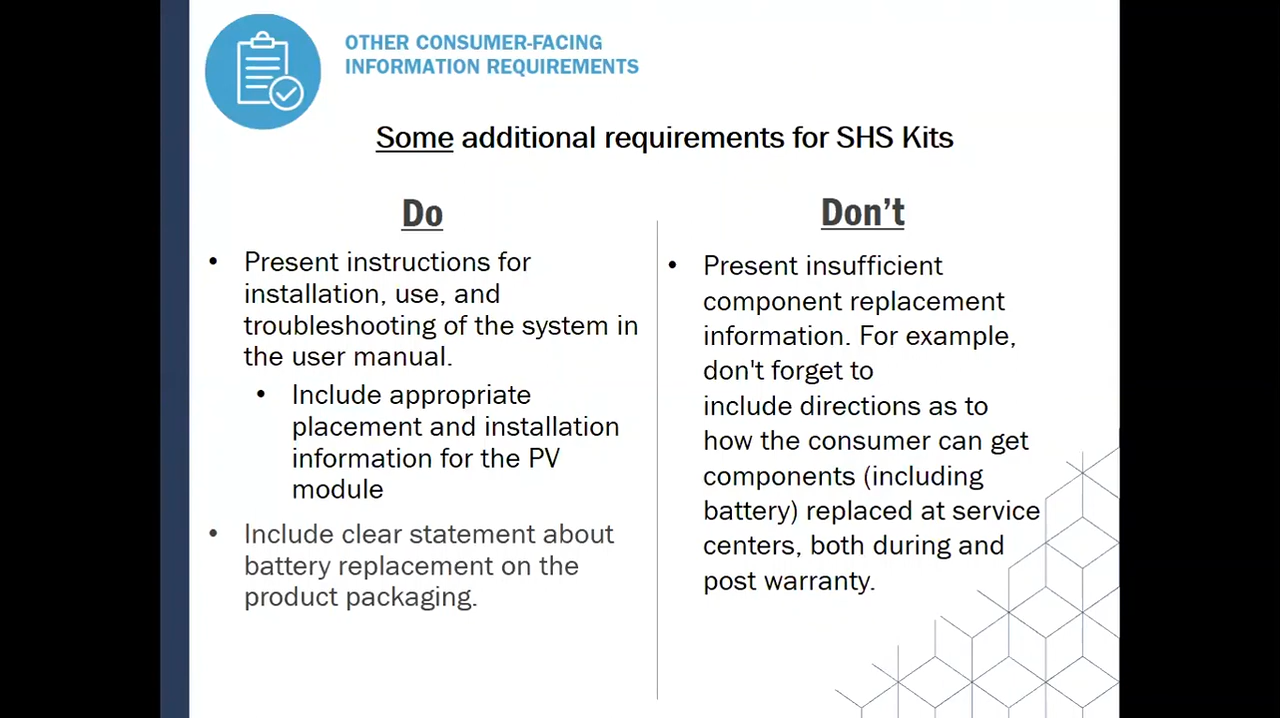 OTHER CONSUMER-FACING
INFORMATION REQUIREMENTS
Some additional requirements for SHS Kits
Do
• Present instructions for
installation, use, and
troubleshooting of the system in
the user manual.
• Include appropriate
placement and installation
information for the PV
module
• Include clear statement about
battery replacement on the
product packaging.
Don’t
• Present insufficient
component replacement
information. For example,
don't forget to
include directions as to
how the consumer can get
components (including
battery) replaced at service
centers, both during and
post warranty.